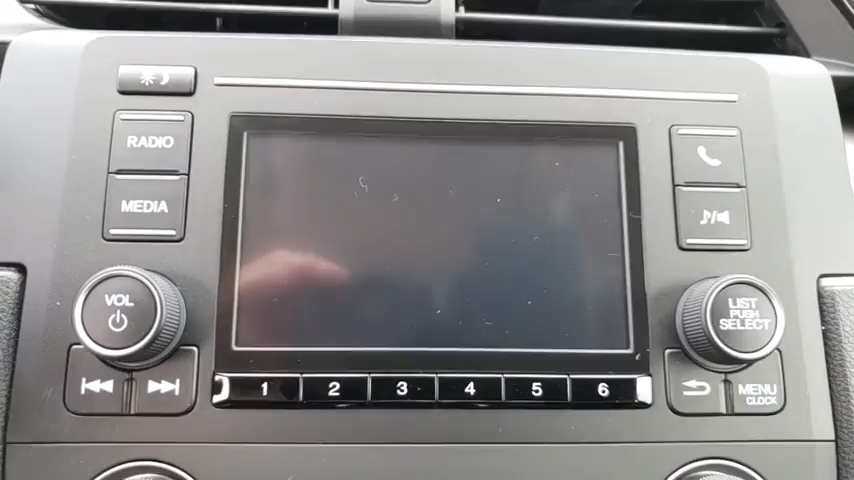 RADIO
MEDIA
VOL
LIST
PUSH
SELECT
1 2 3 4 5 6
MENU
CLOCK